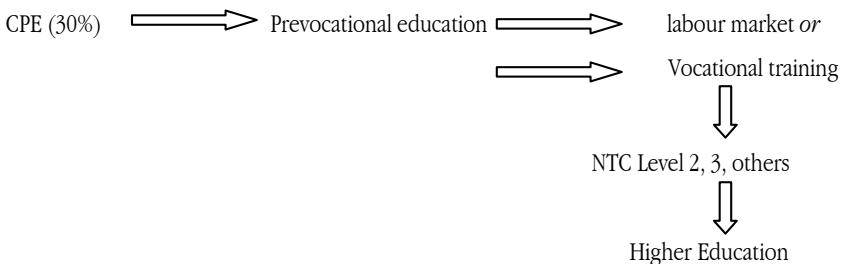 CPE (30%) Prevocational education labour market or
Vocational training
NTC Level 2, 3, others
Higher Education